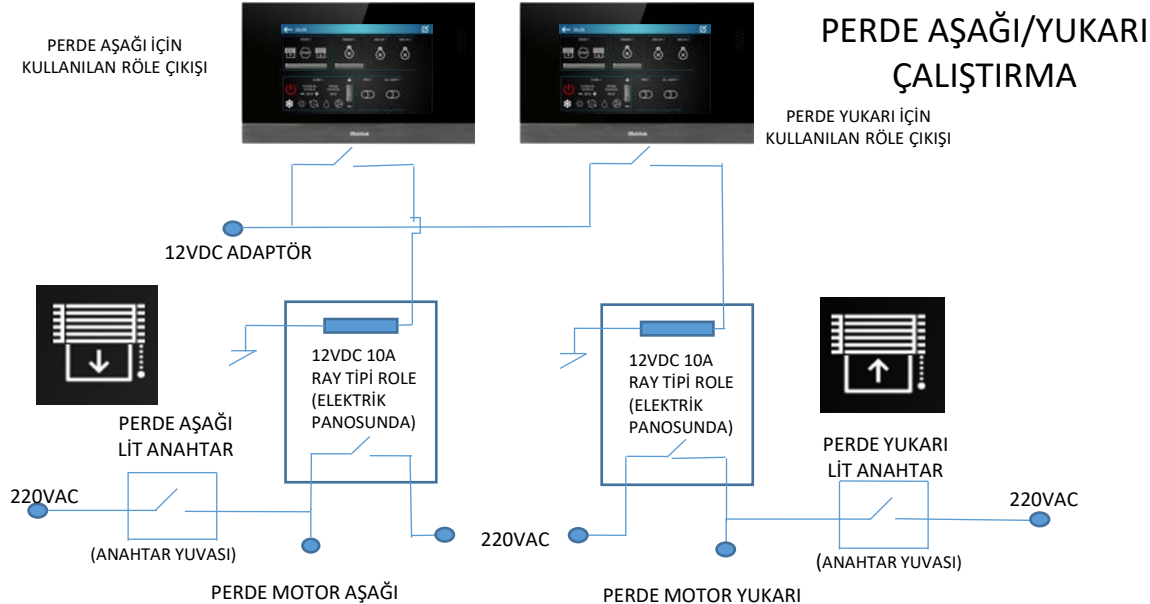 PERDE AŞAĞI/YUKARI
ÇALIŞTIRMA
PERDE AŞAĞI İÇİN
KULLANILAN RÖLE ÇIKIŞI
PERDE YUKARI İÇİN
KULLANILAN RÖLE ÇIKIŞI
12VDC ADAPTÖR
12VDC 10A
RAY TİPİ ROLE
(ELEKTRİK
PANOSUNDA)
12VDC 10A
RAY TİPİ ROLE
(ELEKTRİK
PANOSUNDA)
PERDE AŞAĞI
LİT ANAHTAR
PERDE YUKARI
LİT ANAHTAR
220VAC
(ANAHTAR YUVASI)
220VAC
220VAC
(ANAHTAR YUVASI)
PERDE MOTOR AŞAĞI
PERDE MOTOR YUKARI